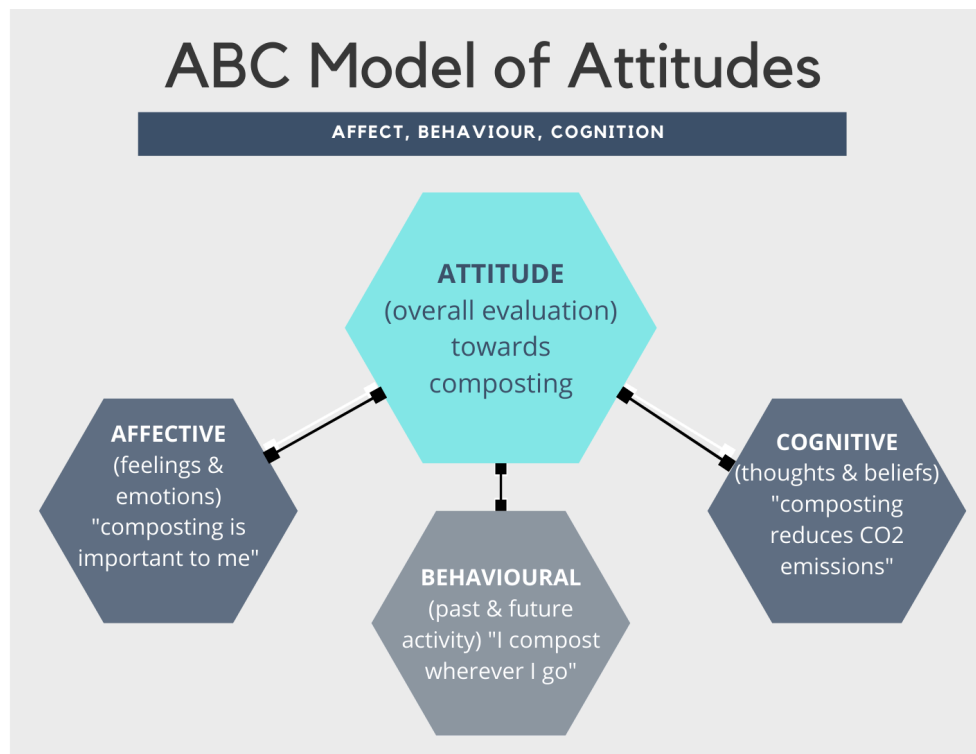 ABC Model of Attitudes
AFFECT, BEHAVIOUR, COGNITION
ATTITUDE
(overall evaluation)
towards
composting
AFFECTIVE
(feelings &
emotions)
"composting is
important to me"
BEHAVIOURAL
(past & future
activity) "I compost
wherever I go"
COGNITIVE
(thoughts & beliefs)
"composting
reduces CO2
emissions"